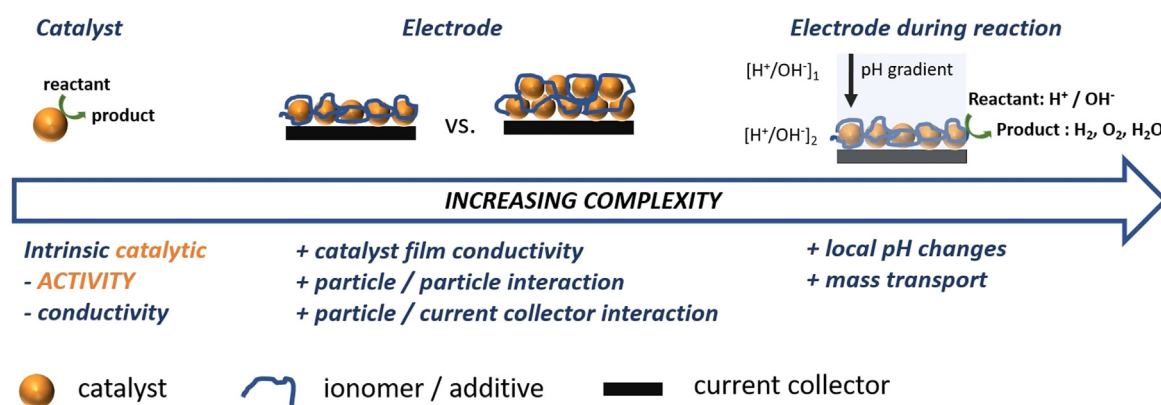 Catalyst
Electrode
Electrode during reaction
reactant
product
vs.
[H⁺/OH⁻]₁
pH gradient
[H⁺/OH⁻]₂
Reactant: H⁺ / OH⁻
Product : H₂, O₂, H₂O
INCREASING COMPLEXITY
Intrinsic catalytic
- ACTIVITY
- conductivity
+ catalyst film conductivity
+ particle / particle interaction
+ particle / current collector interaction
+ local pH changes
+ mass transport
catalyst
ionomer / additive
current collector